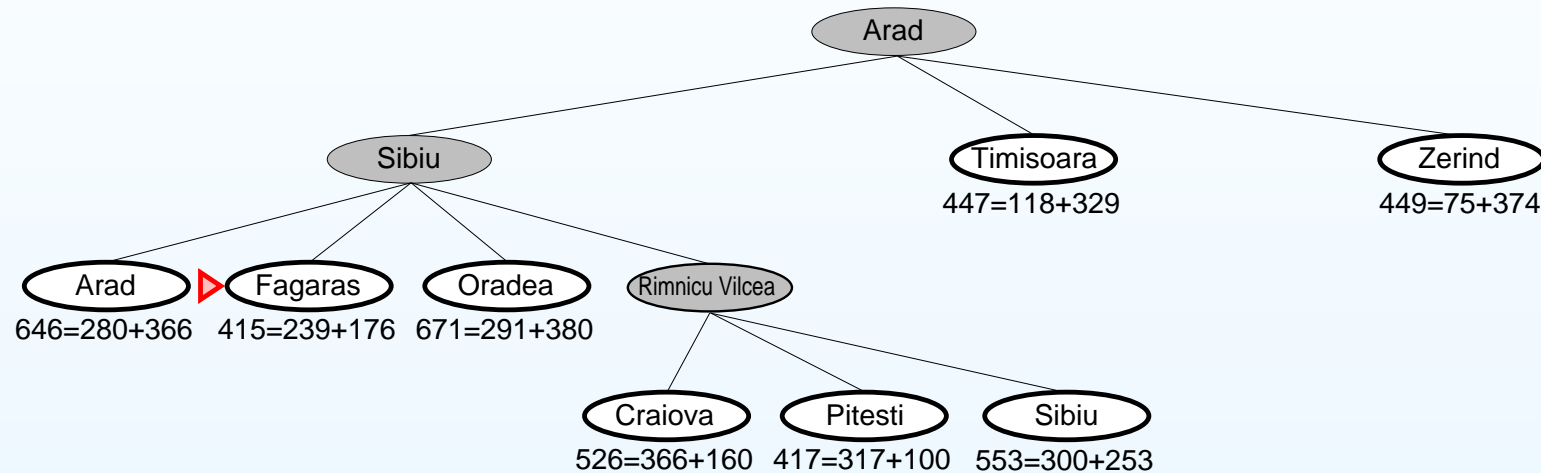 Arad
Sibiu
Timisoara
Zerind
447=118+329
449=75+374
Arad
Fagaras
Oradea
Rimnicu Vilcea
646=280+366
415=239+176
671=291+380
Craiova
Pitesti
Sibiu
526=366+160
417=317+100
553=300+253